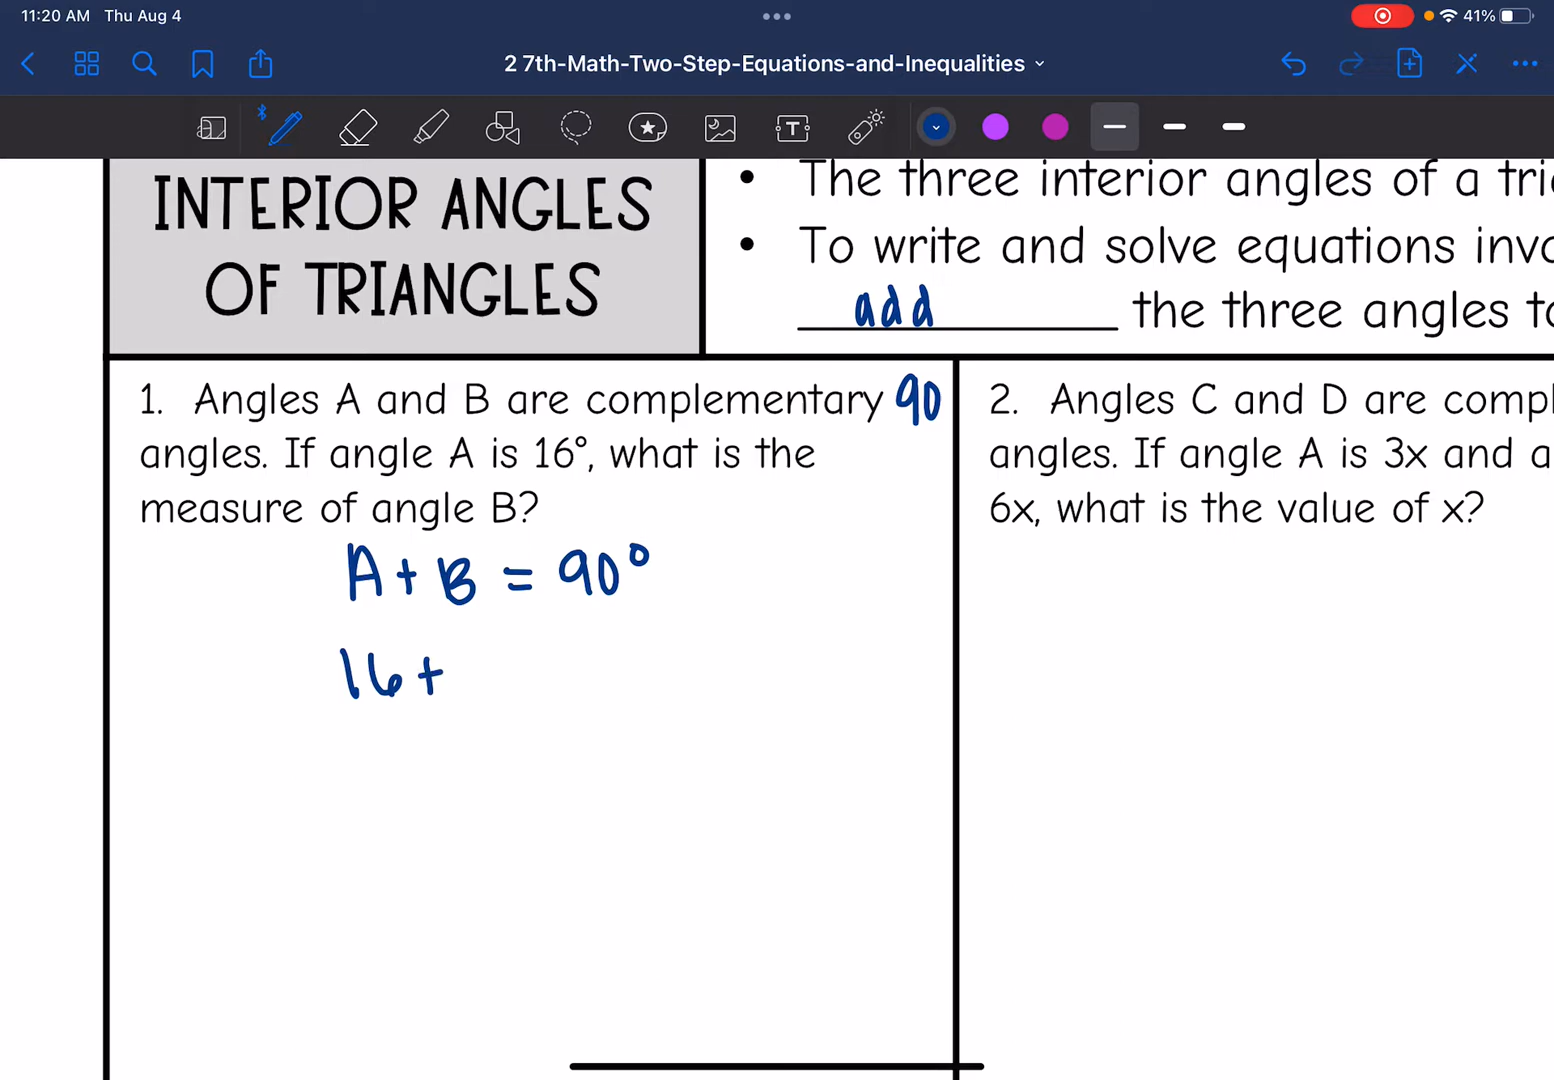 11:20 AM Thu Aug 4
41%
2 7th-Math-Two-Step-Equations-and-Inequalities
T
INTERIOR ANGLES
OF TRIANGLES
• The three interior angles of a tri
• To write and solve equations invo
add the three angles to
1. Angles A and B are complementary 90
angles. If angle A is 16°, what is the
measure of angle B?
A + B = 90°
16 +
2. Angles C and D are compl
angles. If angle A is 3x and a
6x, what is the value of x?